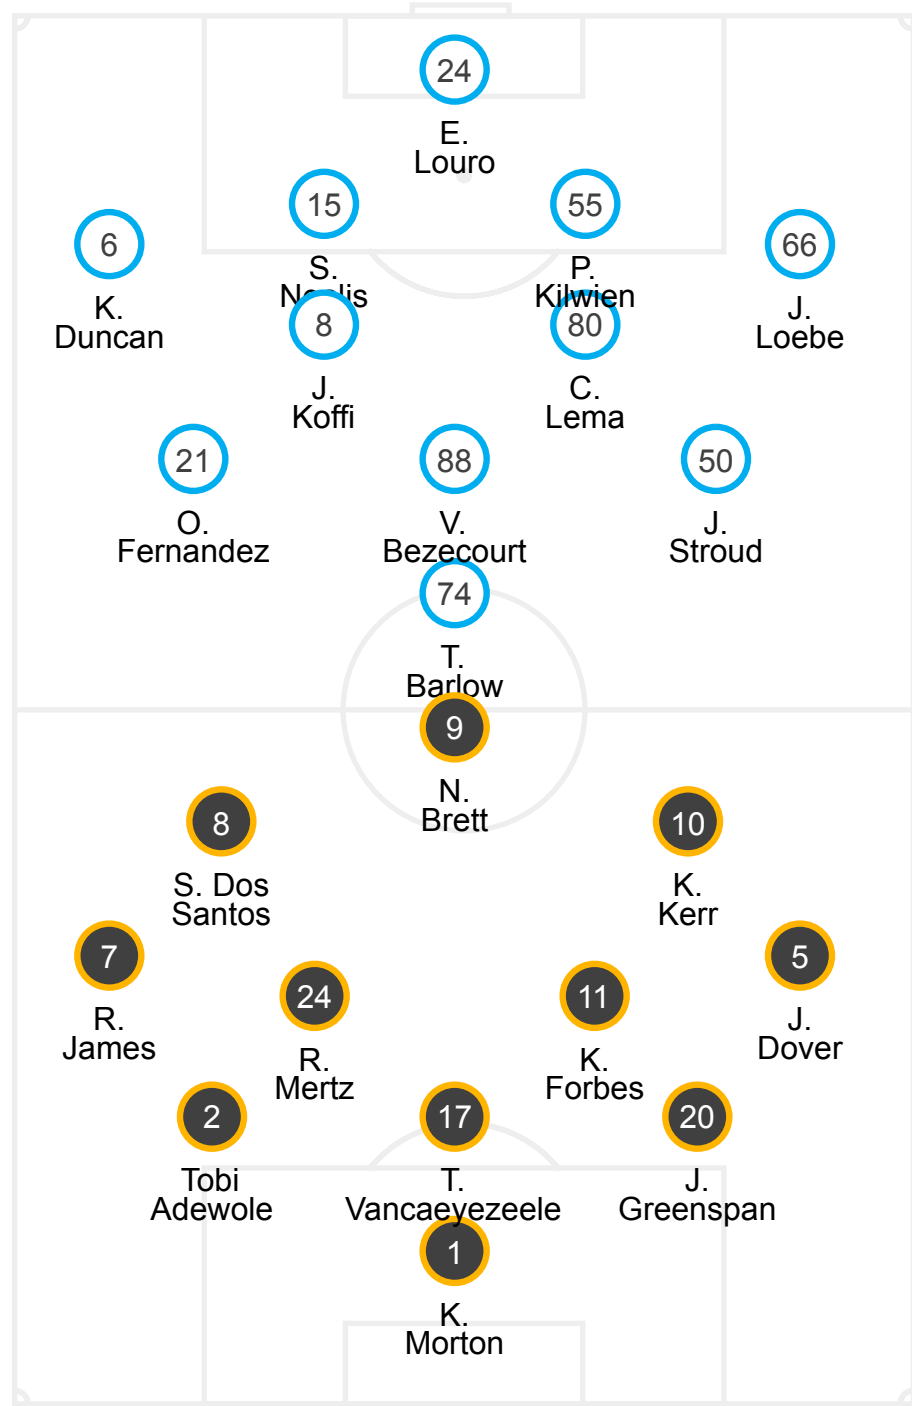 24
E.
Louro
15
S.
55
P.
Kilwien
6
K.
Duncan
66
J.
Loebe
8
J.
Koffi
80
C.
Lema
21
O.
Fernandez
88
V.
Bezecourt
50
J.
Stroud
74
T.
Barlow
9
N.
Brett
8
S. Dos
Santos
10
K.
Kerr
7
R.
James
5
J.
Dover
24
R.
Mertz
11
K.
Forbes
2
Tobi
Adewole
17
T.
Vancaeyezeele
20
J.
Greenspan
1
K.
Morton